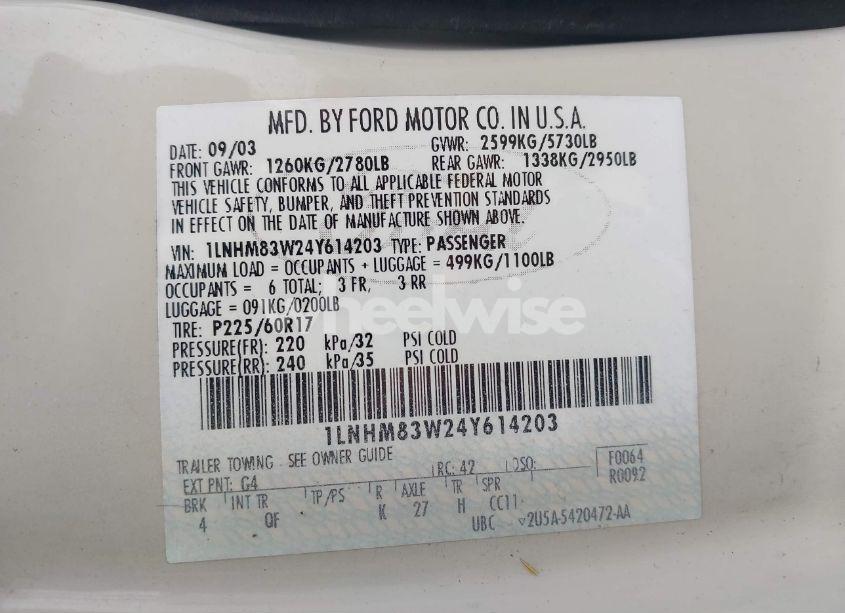 MFD. BY FORD MOTOR CO. IN U.S.A.
DATE: 09/03 GVWR: 2599KG/5730LB
FRONT GAWR: 1260KG/2780LB REAR GAWR: 1338KG/2950LB
THIS VEHICLE CONFORMS TO ALL APPLICABLE FEDERAL MOTOR
VEHICLE SAFETY, BUMPER, AND THEFT PREVENTION STANDARDS
IN EFFECT ON THE DATE OF MANUFACTURE SHOWN ABOVE.
VIN: 1LNHM83W24Y614203 TYPE: PASSENGER
MAXIMUM LOAD = OCCUPANTS + LUGGAGE = 499KG/1100LB
OCCUPANTS = 6 TOTAL; 3 FR, 3 RR
LUGGAGE = 091KG/0200LB
wheelwise
TIRE: P225/60R17
PRESSURE(FR): 220 kPa/32 PSI COLD
PRESSURE(RR): 240 kPa/35 PSI COLD
1LNHM83W24Y614203
TRAILER TOWING - SEE OWNER GUIDE
EXT PNT: G4 RC: 42 DSO: F0064
R0092
BRK INT TR TP/PS R AXLE TR SPR
4 OF K 27 H CC11
UBC ▽2U5A-5420472-AA